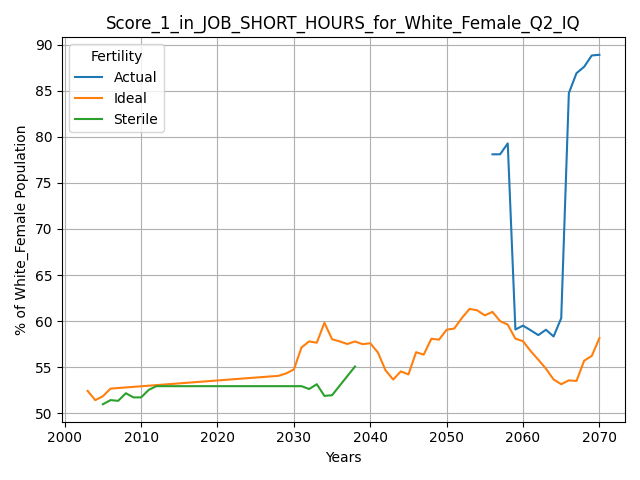 Score_1_in_JOB_SHORT_HOURS_for_White_Female_Q2_IQ
% of White_Female Population
90
85
80
75
70
65
60
55
50
Fertility
Actual
Ideal
Sterile
2000 2010 2020 2030 2040 2050 2060 2070
Years